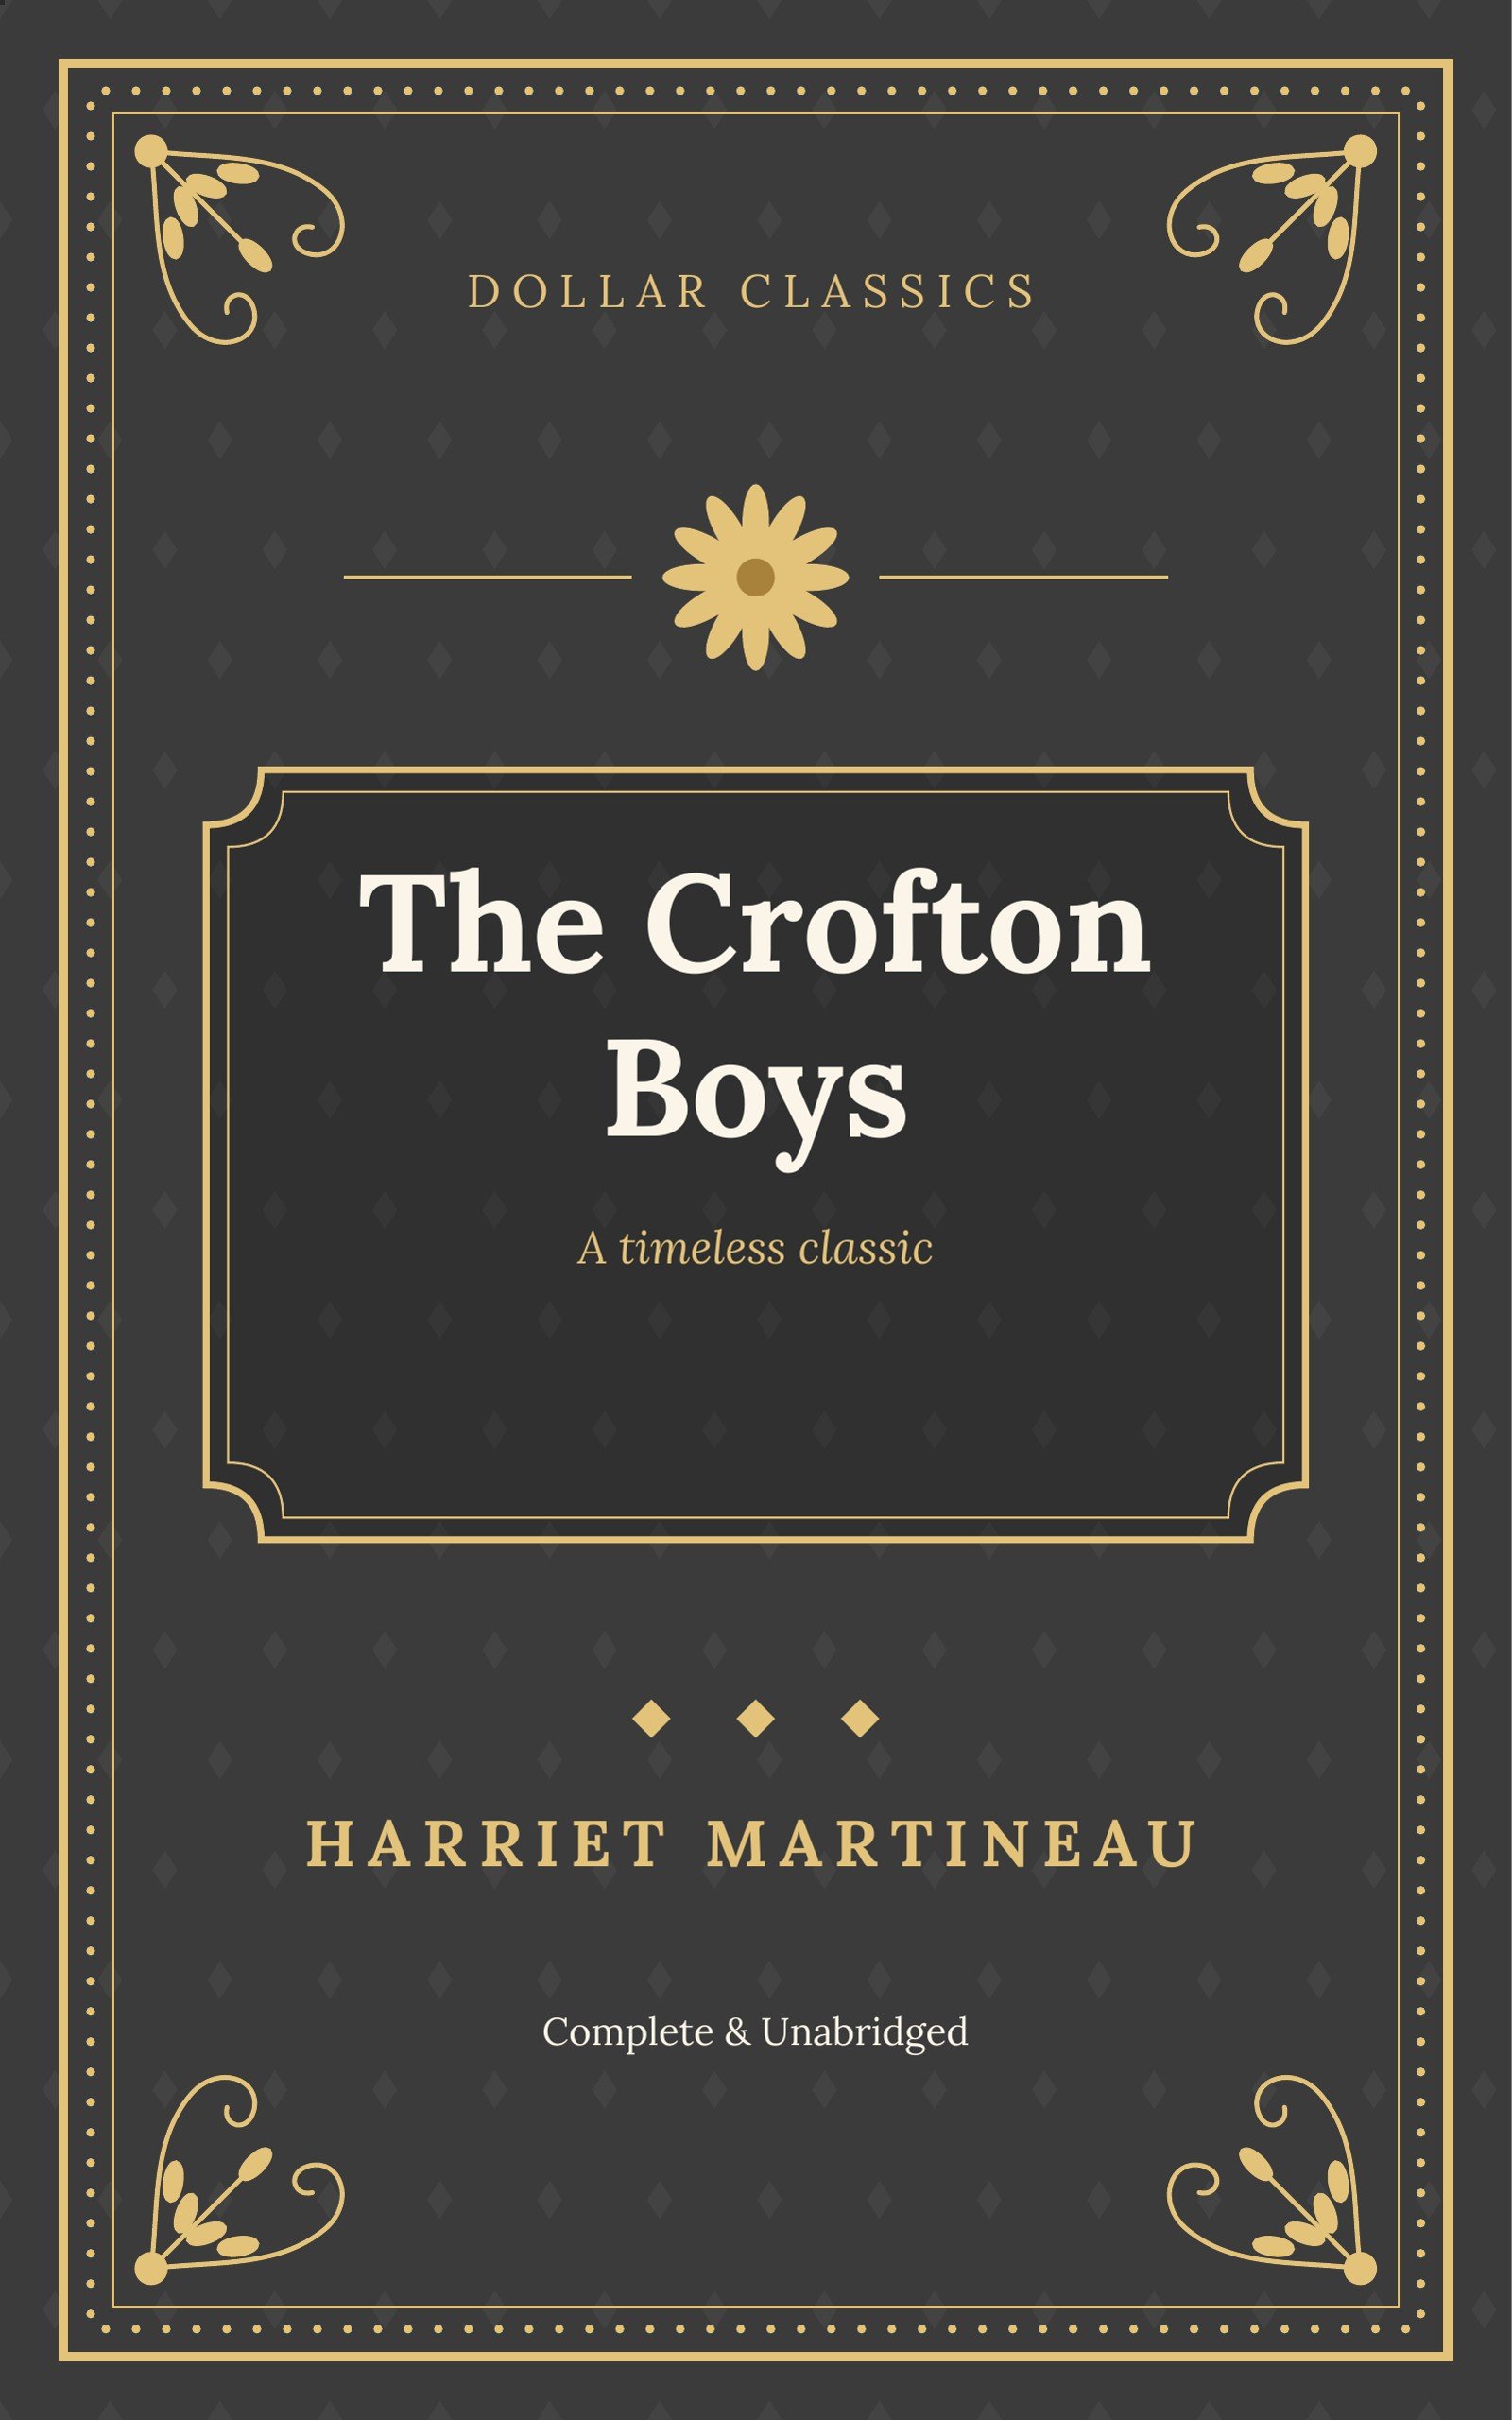 DOLLAR CLASSICS
The Crofton
Boys
A timeless classic
HARRIET MARTINEAU
Complete & Unabridged